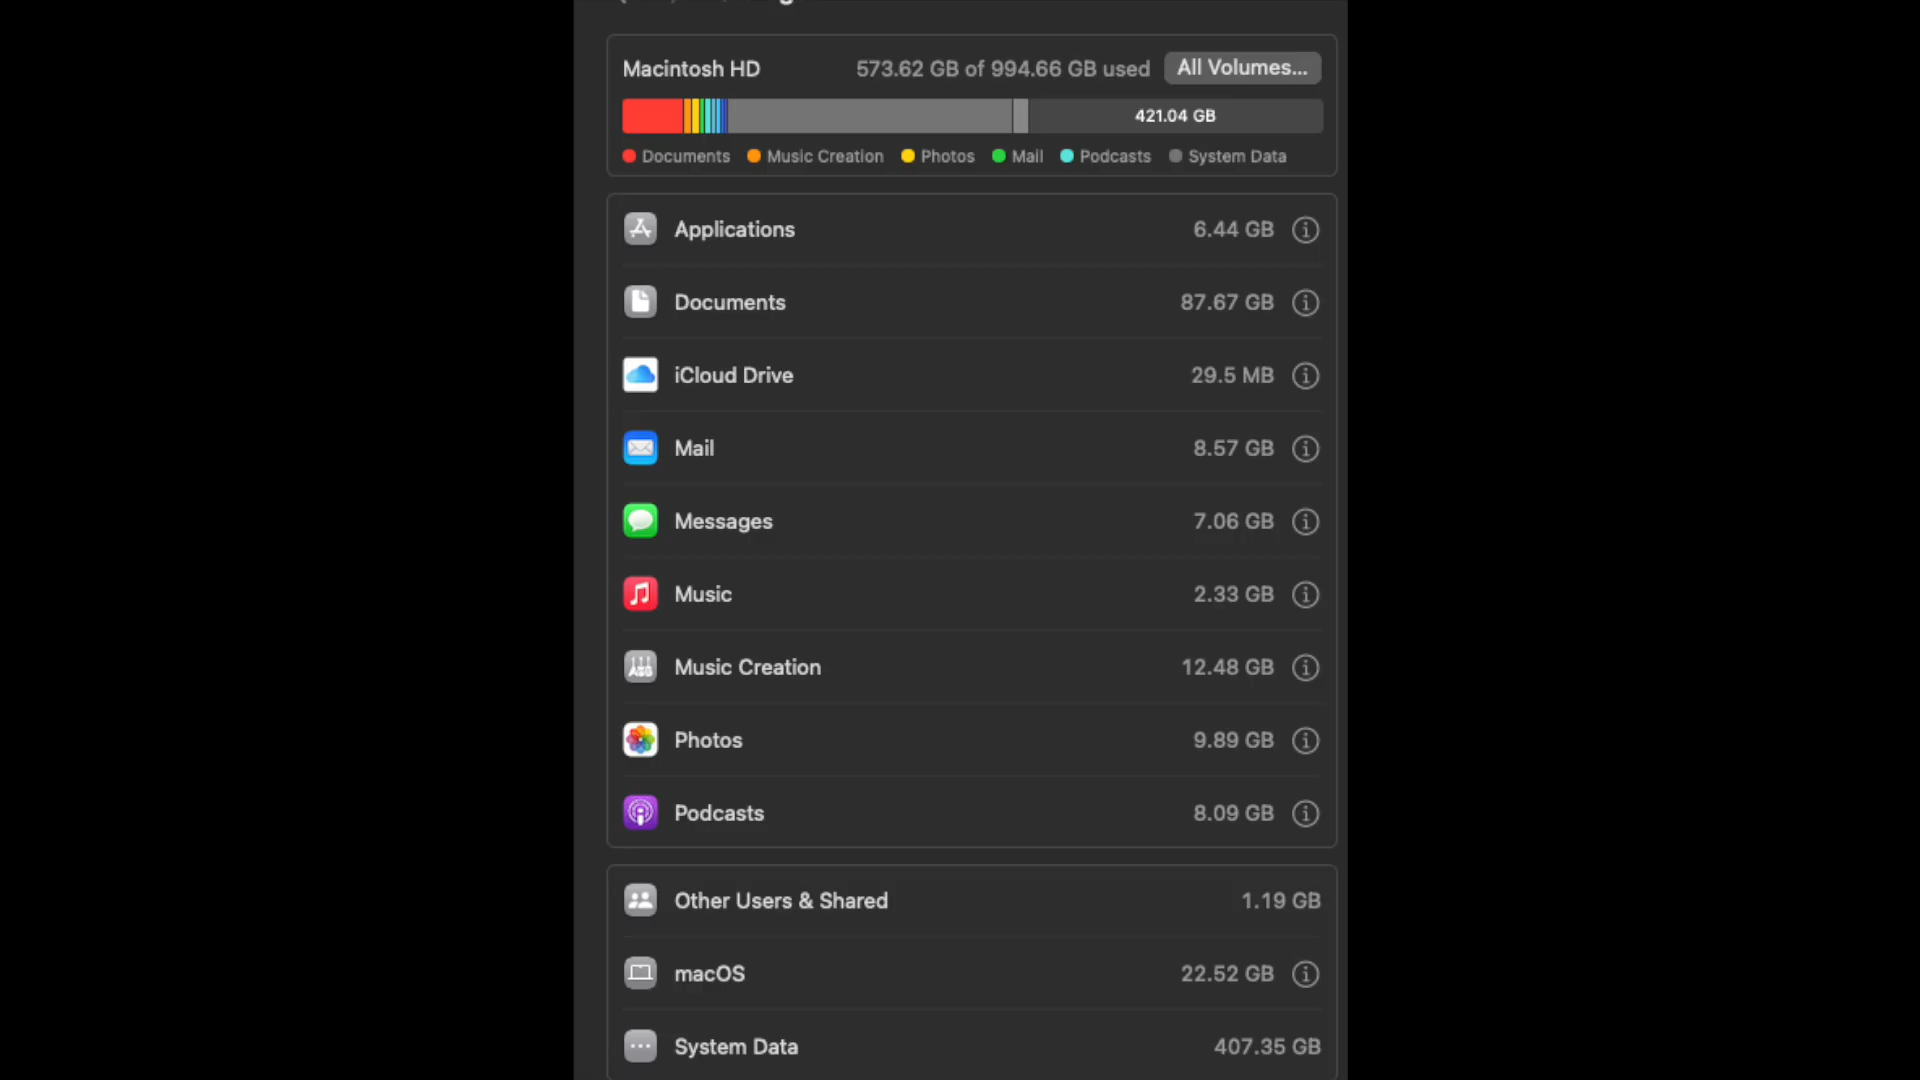 Macintosh HD 573.62 GB of 994.66 GB used All Volumes...
421.04 GB
Documents Music Creation Photos Mail Podcasts System Data
Applications 6.44 GB
Documents 87.67 GB
iCloud Drive 29.5 MB
Mail 8.57 GB
Messages 7.06 GB
Music 2.33 GB
Music Creation 12.48 GB
Photos 9.89 GB
Podcasts 8.09 GB
Other Users & Shared 1.19 GB
macOS 22.52 GB
System Data 407.35 GB